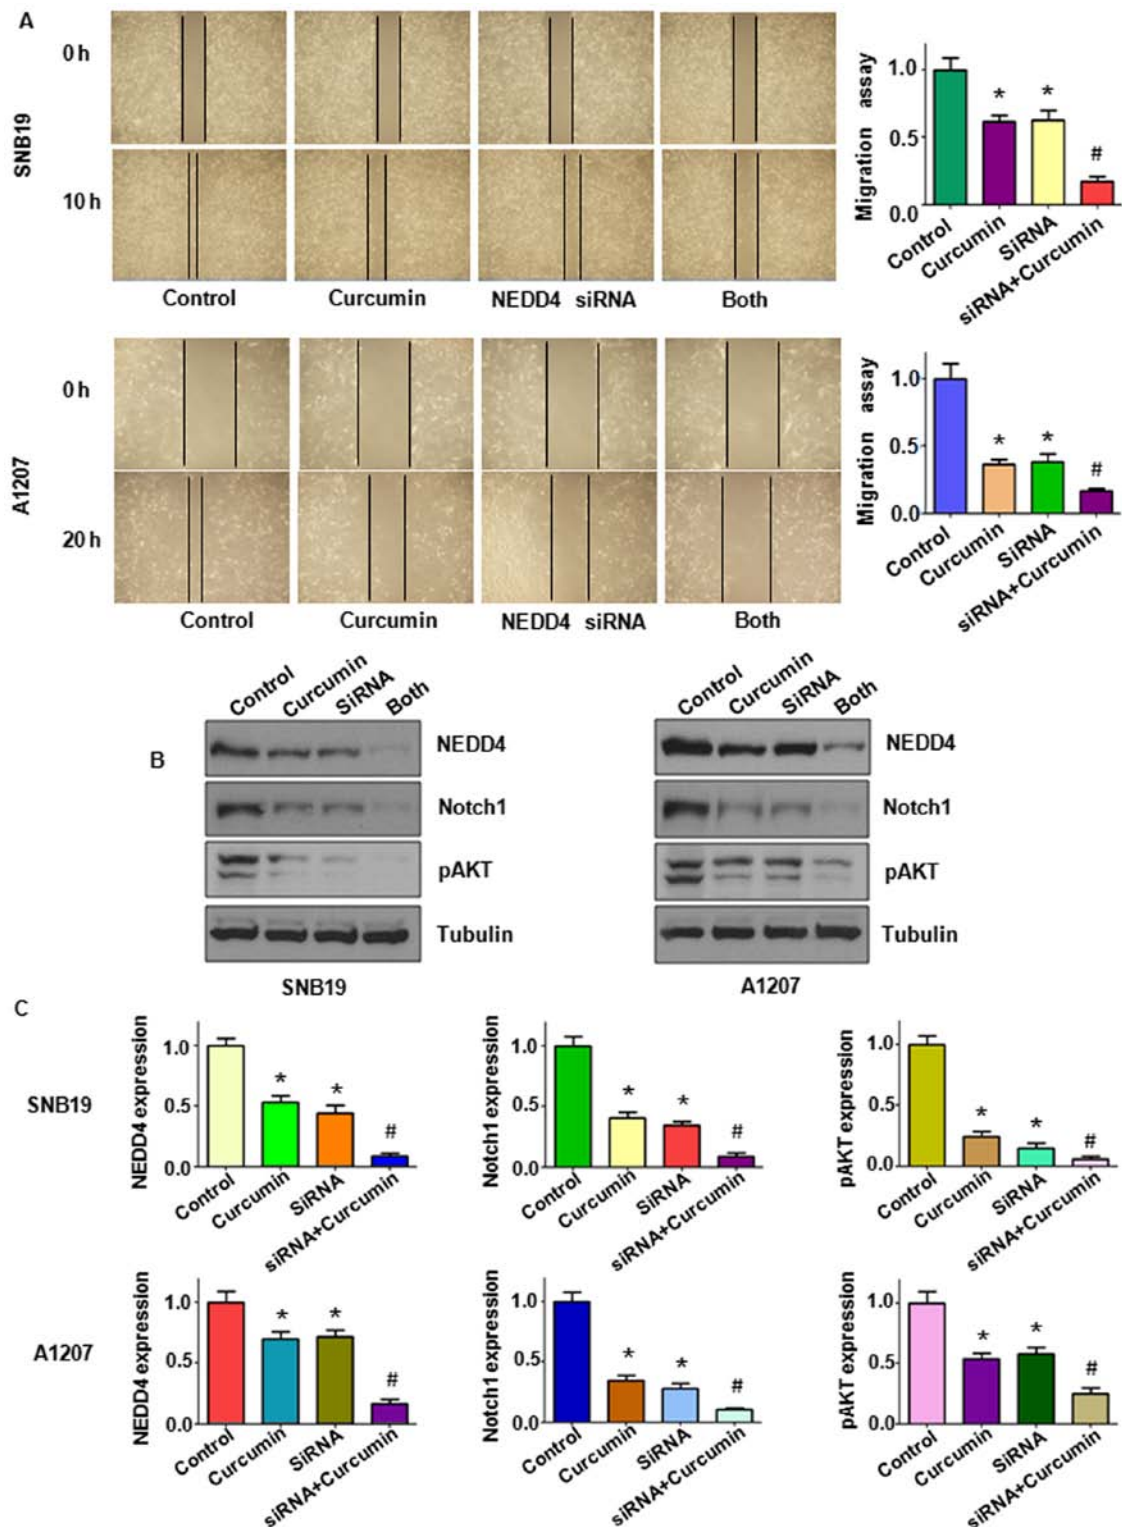 A
SNB19
0 h
10 h
Control
Curcumin
NEDD4 siRNA
Both
Migration assay
1.0
0.5
0.0
*
*
#
Control
Curcumin
SiRNA
siRNA+Curcumin
A1207
0 h
20 h
Control
Curcumin
NEDD4 siRNA
Both
Migration assay
1.0
0.5
0.0
*
*
#
Control
Curcumin
SiRNA
siRNA+Curcumin
B
Control
Curcumin
SiRNA
Both
NEDD4
Notch1
pAKT
Tubulin
SNB19
Control
Curcumin
SiRNA
Both
NEDD4
Notch1
pAKT
Tubulin
A1207
C
SNB19
NEDD4 expression
1.0
0.5
0.0
*
*
#
Control
Curcumin
SiRNA
siRNA+Curcumin
Notch1 expression
1.0
0.5
0.0
*
*
#
Control
Curcumin
SiRNA
siRNA+Curcumin
pAKT expression
1.0
0.5
0.0
*
*
#
Control
Curcumin
SiRNA
siRNA+Curcumin
A1207
NEDD4 expression
1.0
0.5
0.0
*
*
#
Control
Curcumin
SiRNA
siRNA+Curcumin
Notch1 expression
1.0
0.5
0.0
*
*
#
Control
Curcumin
SiRNA
siRNA+Curcumin
pAKT expression
1.0
0.5
0.0
*
*
#
Control
Curcumin
SiRNA
siRNA+Curcumin